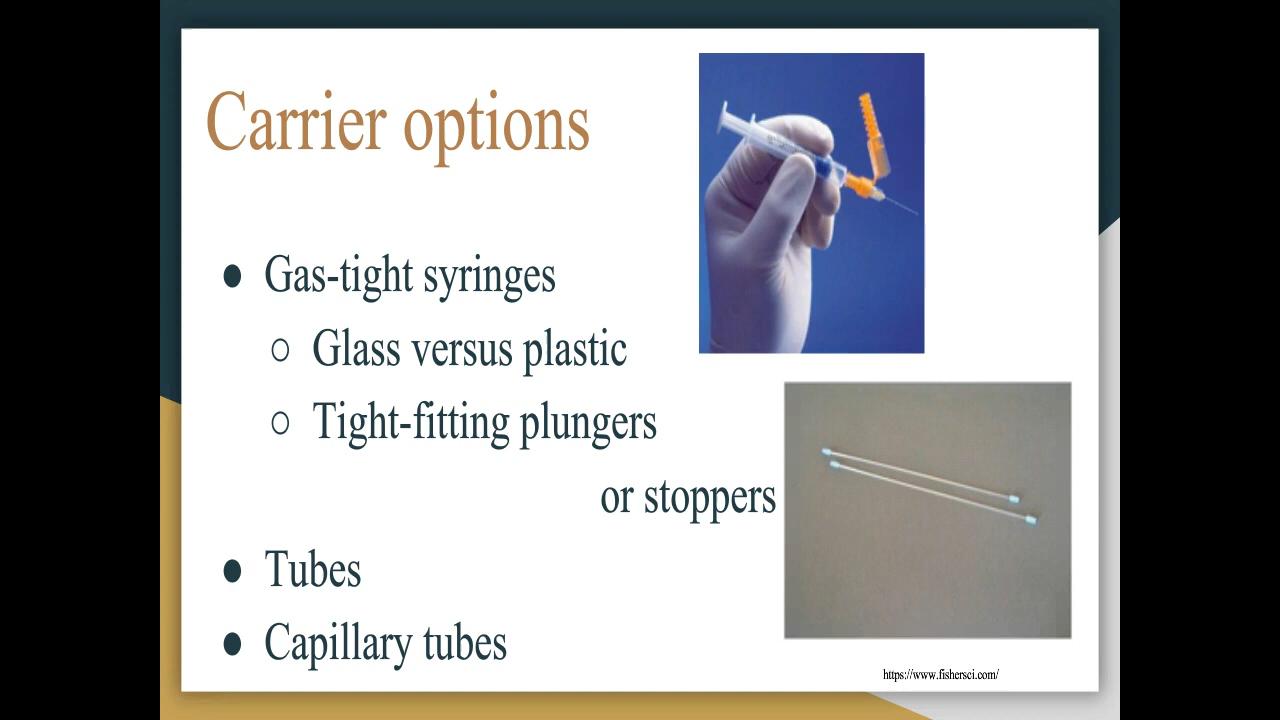 Carrier options
● Gas-tight syringes
○ Glass versus plastic
○ Tight-fitting plungers
or stoppers
● Tubes
● Capillary tubes
https://www.fishersci.com/